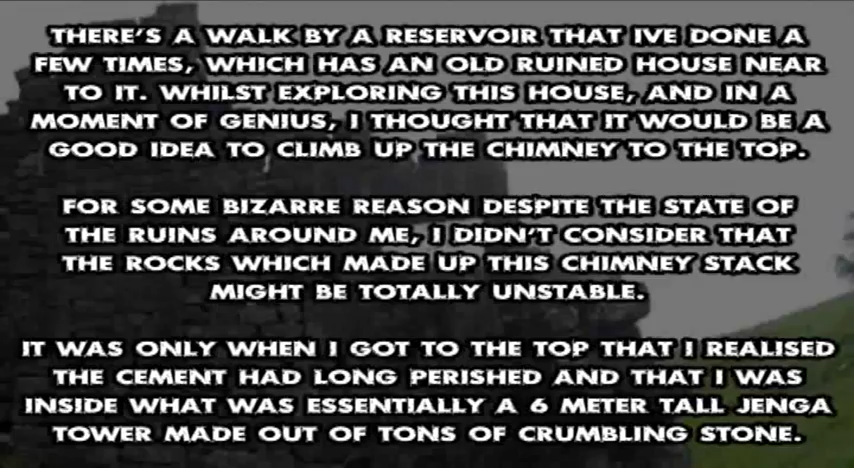 THERE'S A WALK BY A RESERVOIR THAT IVE DONE A
FEW TIMES, WHICH HAS AN OLD RUINED HOUSE NEAR
TO IT. WHILST EXPLORING THIS HOUSE, AND IN A
MOMENT OF GENIUS, I THOUGHT THAT IT WOULD BE A
GOOD IDEA TO CLIMB UP THE CHIMNEY TO THE TOP.
FOR SOME BIZARRE REASON DESPITE THE STATE OF
THE RUINS AROUND ME, I DIDN'T CONSIDER THAT
THE ROCKS WHICH MADE UP THIS CHIMNEY STACK
MIGHT BE TOTALLY UNSTABLE.
IT WAS ONLY WHEN I GOT TO THE TOP THAT I REALISED
THE CEMENT HAD LONG PERISHED AND THAT I WAS
INSIDE WHAT WAS ESSENTIALLY A 6 METER TALL JENGA
TOWER MADE OUT OF TONS OF CRUMBLING STONE.